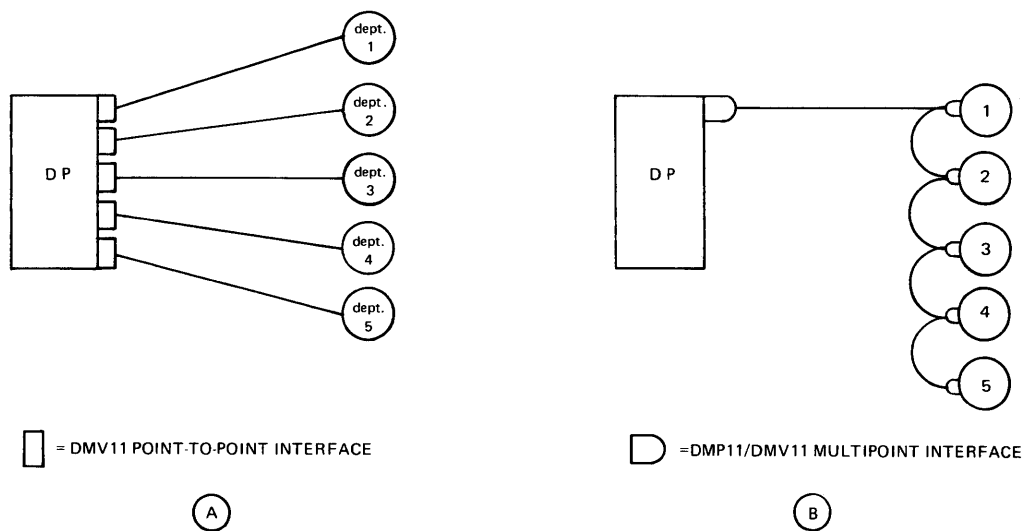 dept.
1
dept.
2
DP
dept.
3
dept.
4
dept.
5
= DMV11 POINT-TO-POINT INTERFACE
A
1
2
DP
3
4
5
=DMP11/DMV11 MULTIPOINT INTERFACE
B